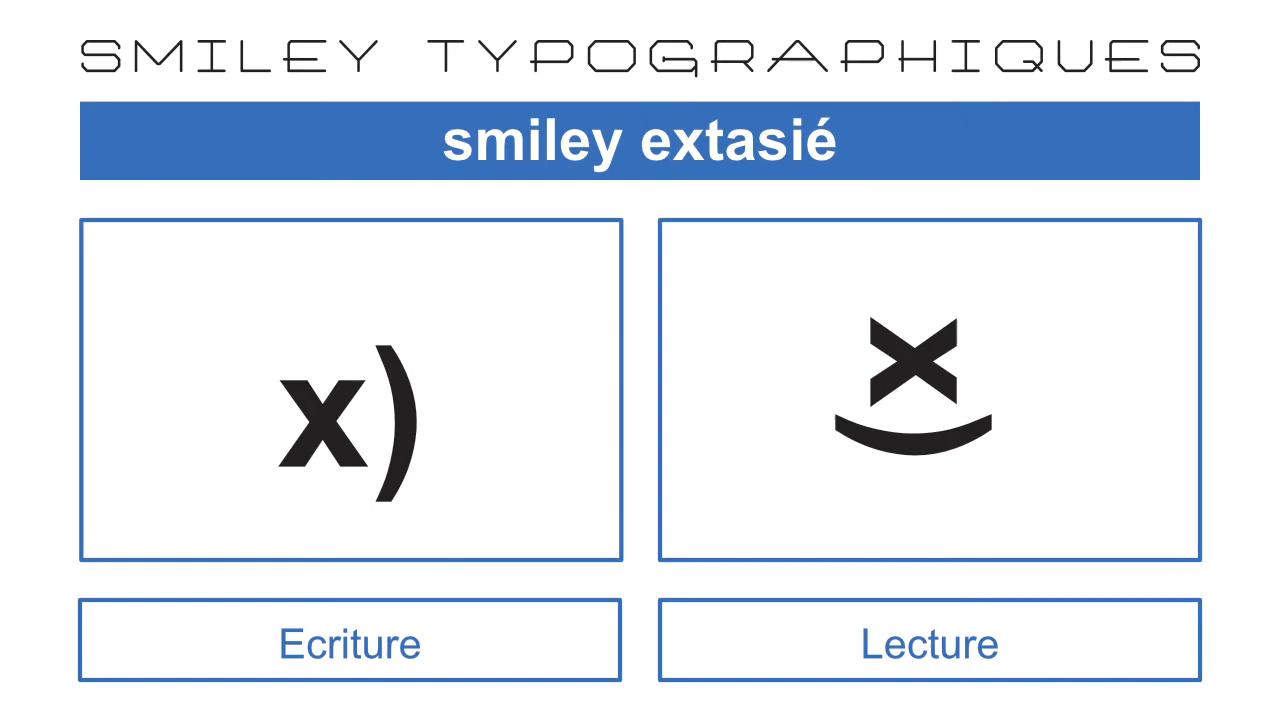 SMILEY TYPOGRAPHIQUES
smiley extasié
x)
x)
Ecriture
Lecture